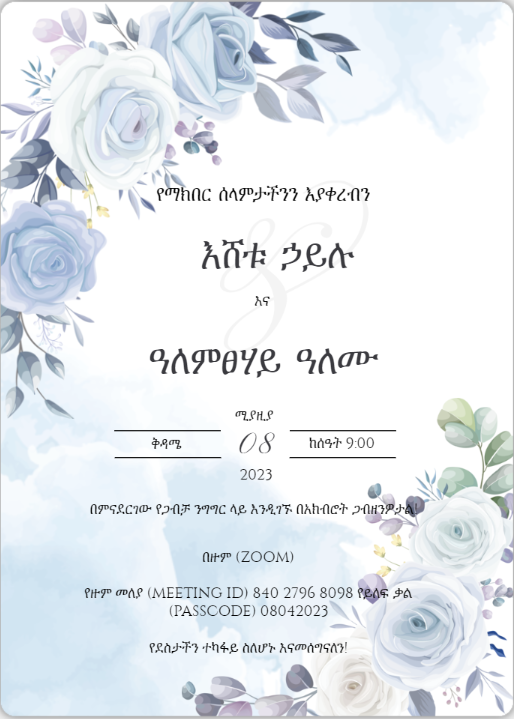 የማክበር ሰላምታችንን እያቀረብን
እሸቱ ኃይሉ
&
እና
ዓለምፀሃይ ዓለሙ
ሚያዚያ
ቅዳሜ 08 ከሰዓት 9:00
2023
በምናደርገው የጋብቻ ንግግር ላይ እንዲገኙ በአክብሮት ጋብዘንዎታል!
በዙም (ZOOM)
የዙም መለያ (MEETING ID) 840 2796 8098 የይለፍ ቃል
(PASSCODE) 08042023
የደስታችን ተካፋይ ስለሆኑ እናመሰግናለን!